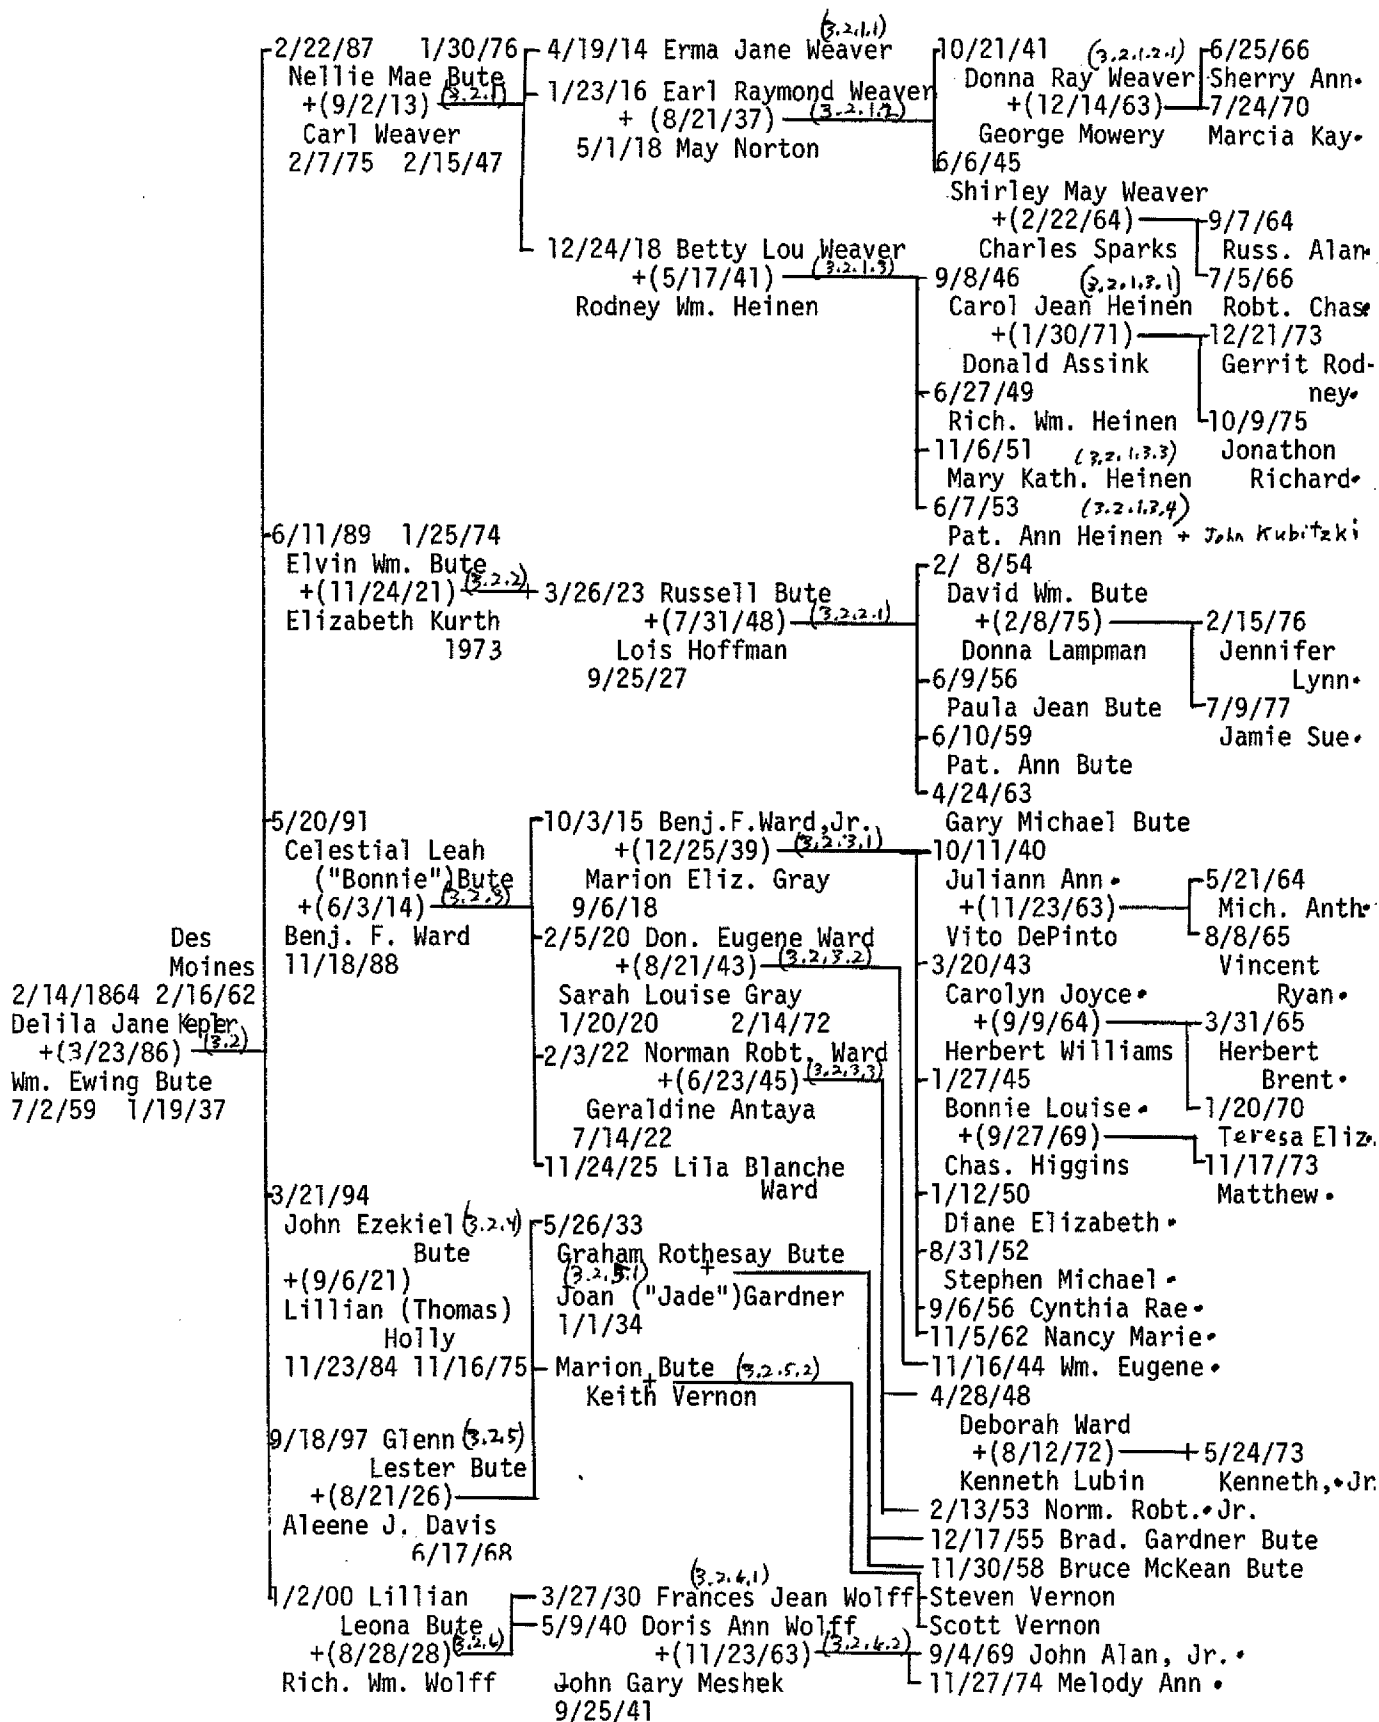 2/22/87 1/30/76
Nellie Mae Bute
+(9/2/13) (3.2.1)
Carl Weaver
2/7/75 2/15/47
6/11/89 1/25/74
Elvin Wm. Bute
+(11/24/21) (3.2.2)
Elizabeth Kurth
1973
5/20/91
Celestial Leah
("Bonnie")Bute
+(6/3/14) (3.2.3)
Benj. F. Ward
11/18/88
Des
Moines
2/14/1864 2/16/62
Delila Jane Kepler
+(3/23/86) (3.2)
Wm. Ewing Bute
7/2/59 1/19/37
3/21/94
John Ezekiel (3.2.4)
Bute
+(9/6/21)
Lillian (Thomas)
Holly
11/23/84 11/16/75
9/18/97 Glenn (3.2.5)
Lester Bute
+(8/21/26)
Aleene J. Davis
6/17/68
1/2/00 Lillian
Leona Bute
+(8/28/28) (3.2.6)
Rich. Wm. Wolff
(3.2.1.1)
4/19/14 Erma Jane Weaver
1/23/16 Earl Raymond Weaver
+ (8/21/37) (3.2.1.2)
5/1/18 May Norton
12/24/18 Betty Lou Weaver
+(5/17/41) (3.2.1.3)
Rodney Wm. Heinen
3/26/23 Russell Bute
+(7/31/48) (3.2.2.1)
Lois Hoffman
9/25/27
10/3/15 Benj.F.Ward,Jr.
+(12/25/39) (3.2.3.1)
Marion Eliz. Gray
9/6/18
2/5/20 Don. Eugene Ward
+(8/21/43) (3.2.3.2)
Sarah Louise Gray
1/20/20 2/14/72
2/3/22 Norman Robt. Ward
+(6/23/45) (3.2.3.3)
Geraldine Antaya
7/14/22
11/24/25 Lila Blanche
Ward
5/26/33
Graham Rothesay Bute
(3.2.5.1) +
Joan ("Jade")Gardner
1/1/34
Marion Bute (3.2.5.2)
+
Keith Vernon
(3.2.6.1)
3/27/30 Frances Jean Wolff
5/9/40 Doris Ann Wolff
+(11/23/63) (3.2.6.2)
John Gary Meshek
9/25/41
10/21/41 (3.2.1.2.1)
Donna Ray Weaver
+(12/14/63)
George Mowery
6/6/45
Shirley May Weaver
+(2/22/64)
Charles Sparks
9/8/46 (3.2.1.3.1)
Carol Jean Heinen
+(1/30/71)
Donald Assink
6/27/49
Rich. Wm. Heinen
11/6/51 (3.2.1.3.3)
Mary Kath. Heinen
6/7/53 (3.2.1.3.4)
Pat. Ann Heinen + John Kubitzki
2/ 8/54
David Wm. Bute
+(2/8/75)
Donna Lampman
6/9/56
Paula Jean Bute
6/10/59
Pat. Ann Bute
4/24/63
Gary Michael Bute
10/11/40
Juliann Ann•
+(11/23/63)
Vito DePinto
3/20/43
Carolyn Joyce•
+(9/9/64)
Herbert Williams
1/27/45
Bonnie Louise•
+(9/27/69)
Chas. Higgins
1/12/50
Diane Elizabeth•
8/31/52
Stephen Michael•
9/6/56 Cynthia Rae•
11/5/62 Nancy Marie•
11/16/44 Wm. Eugene•
4/28/48
Deborah Ward
+(8/12/72)
Kenneth Lubin
2/13/53 Norm. Robt.•Jr.
12/17/55 Brad. Gardner Bute
11/30/58 Bruce McKean Bute
Steven Vernon
Scott Vernon
9/4/69 John Alan, Jr.•
11/27/74 Melody Ann•
6/25/66
Sherry Ann•
7/24/70
Marcia Kay•
9/7/64
Russ. Alan•
7/5/66
Robt. Chas•
12/21/73
Gerrit Rod-
ney•
10/9/75
Jonathon
Richard•
2/15/76
Jennifer
Lynn•
7/9/77
Jamie Sue•
5/21/64
Mich. Anth•
8/8/65
Vincent
Ryan•
3/31/65
Herbert
Brent•
1/20/70
Teresa Eliz.
11/17/73
Matthew•
5/24/73
Kenneth,•Jr.